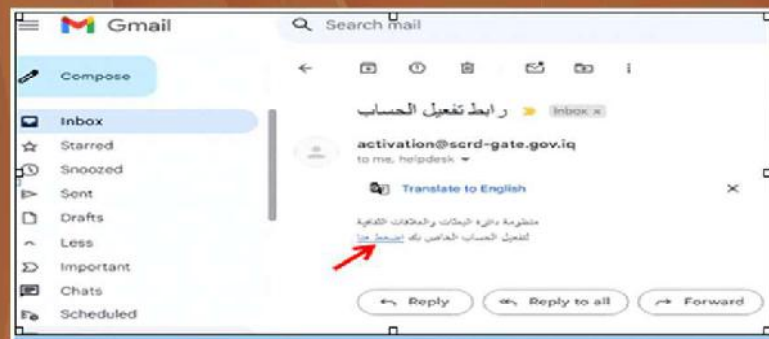 Gmail
Search mail
Compose
Inbox
Starred
Snoozed
Sent
Drafts
Less
Important
Chats
Scheduled
رابط تفعيل الحساب Inbox x
activation@scrd-gate.gov.iq
to me, helpdesk
Translate to English
منظومة دائرة البعثات والعلاقات الثقافية
لتفعيل الحساب الخاص بك اضغط هنا
Reply
Reply to all
Forward